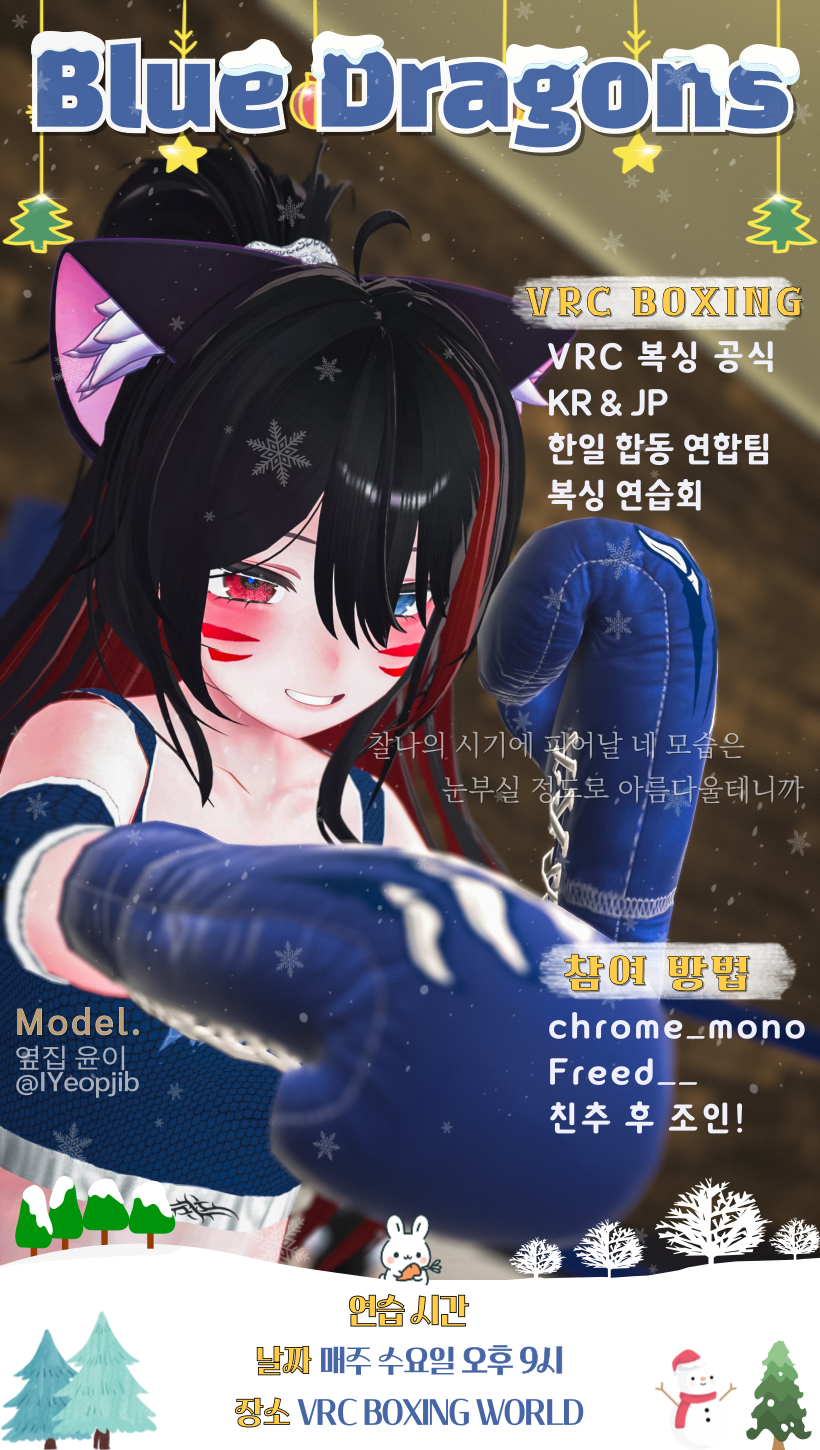 Blue Dragons
VRC BOXING
VRC 복싱 공식
KR & JP
한일 합동 연합팀
복싱 연습회
찰나의 시기에 피어날 네 모습은
눈부실 정도로 아름다울테니까
참여 방법
chrome_mono
Freed__
친추 후 조인!
Model.
옆집 윤이
@IYeopjib
연습 시간
날짜 매주 수요일 오후 9시
장소 VRC BOXING WORLD